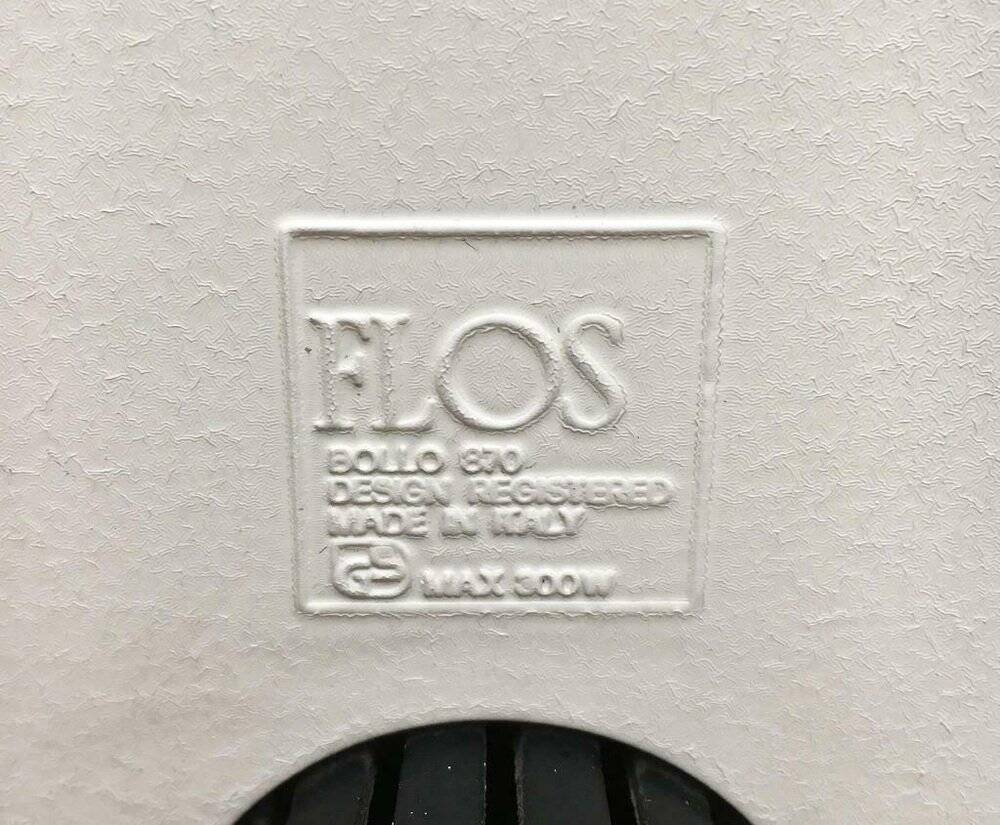 FLOS
BOLLO 870
DESIGN REGISTERED
MADE IN ITALY
MAX 300W